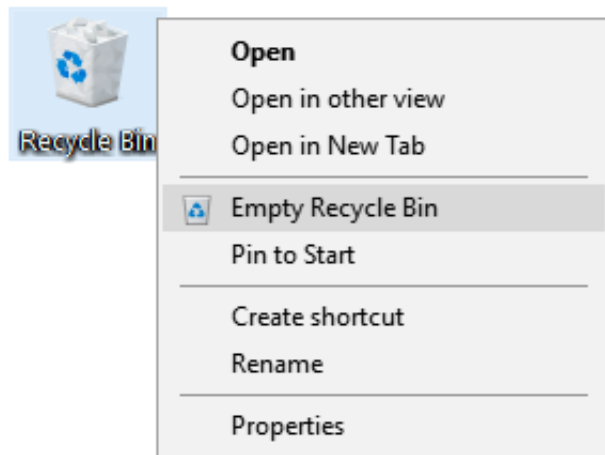 Recycle Bin
Open
Open in other view
Open in New Tab
Empty Recycle Bin
Pin to Start
Create shortcut
Rename
Properties